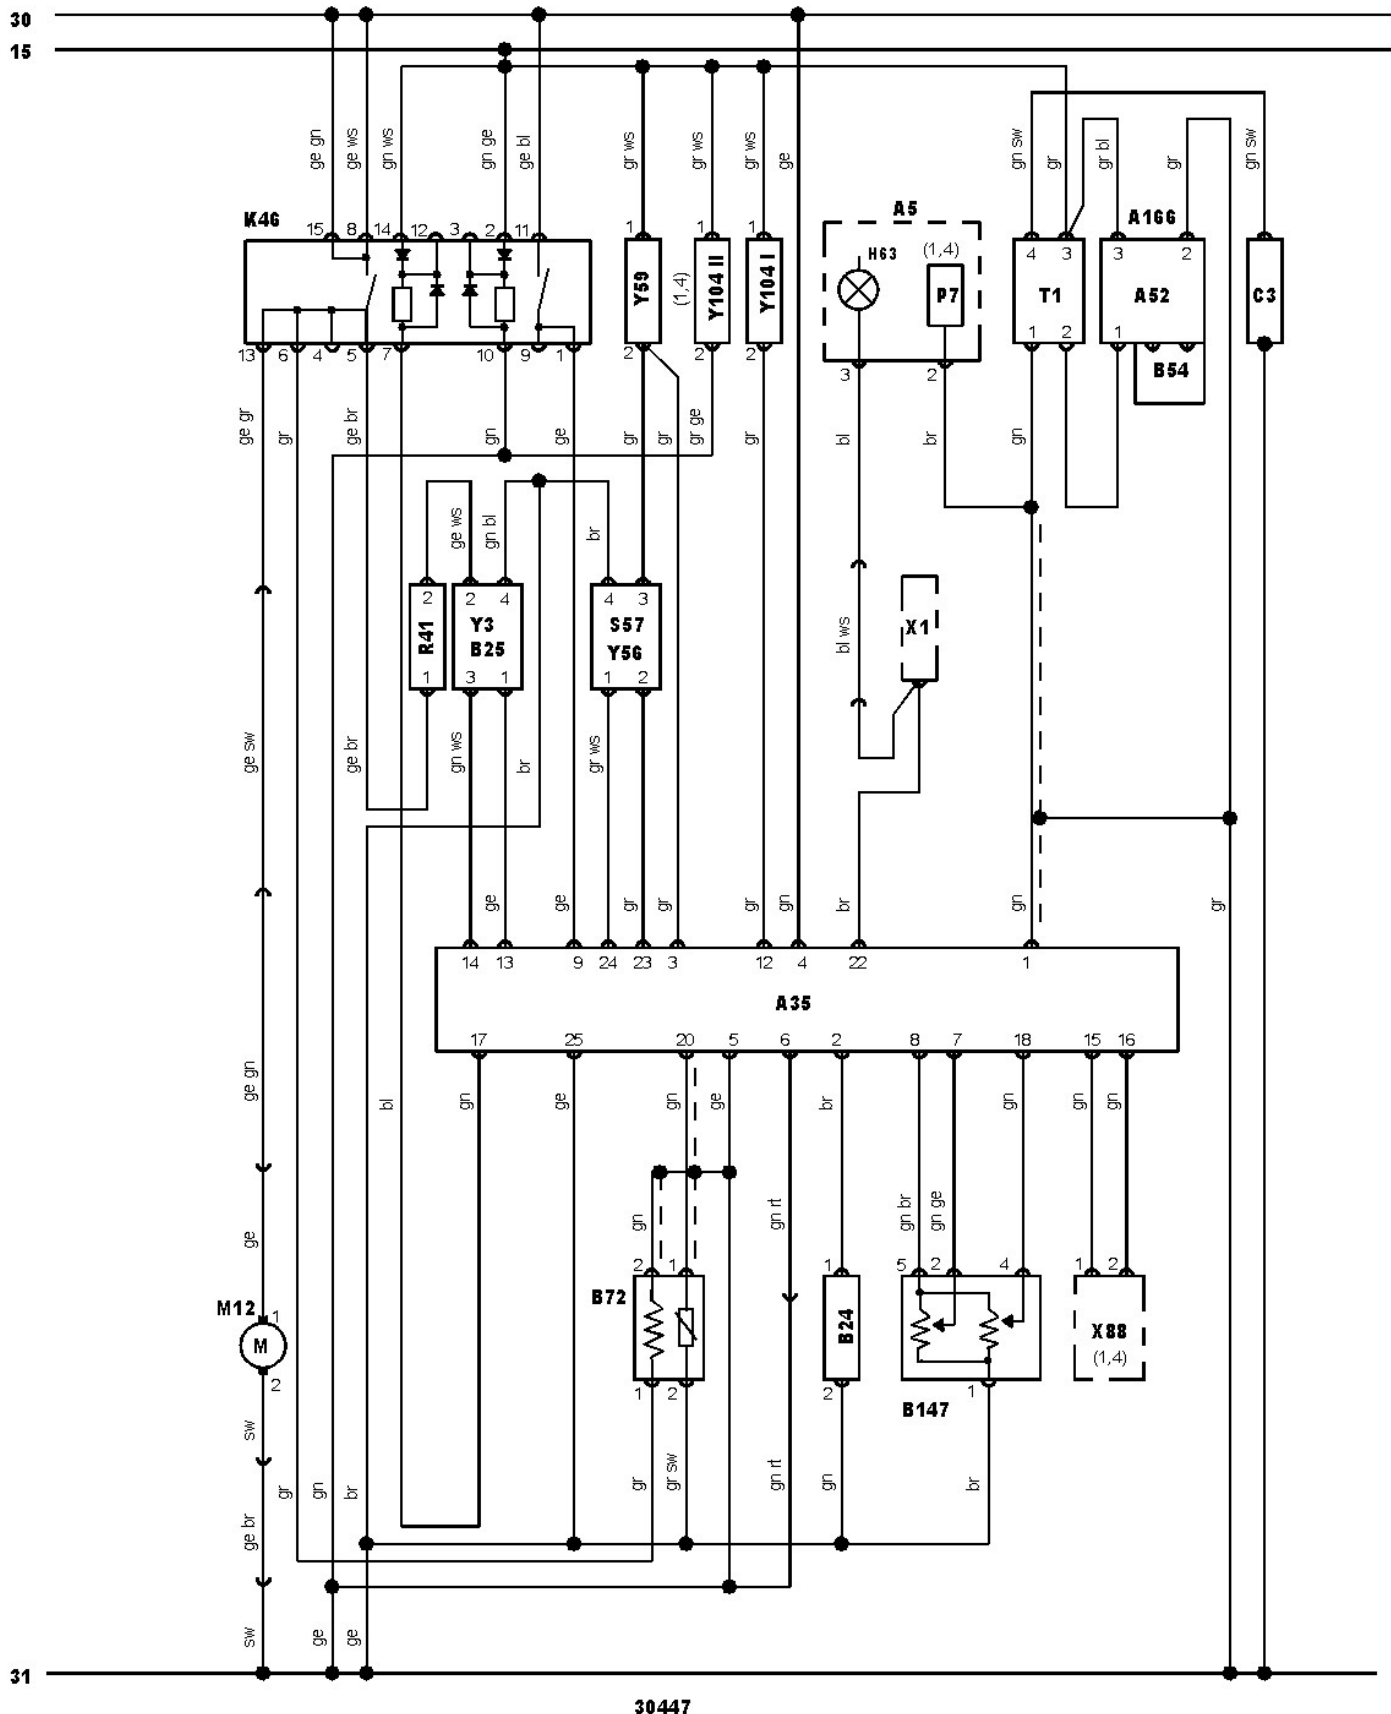 30
15
ge gn
ge ws
gn ws
gn ge
ge bl
gr ws
gr ws
gr ws
ge
gn sw
gr
gr bl
gr
gn sw
K46
A5
A166
15 8 14 12 3 2 11
1
1
1
H63
(1,4)
4 3
3 2
Y59
(1,4)
Y104 II
Y104 I
P7
T1
A52
C3
13 6 4 5 7 10 9 1
2
2
2
3 2
1 2
1
B54
ge gr
gr
ge br
gn
ge
gr
gr
gr ge
gr
bl
br
gn
ge ws
gn bl
br
2
2 4
4 3
R41
Y3
B25
S57
Y56
X1
1
3 1
1 2
bl ws
ge sw
ge br
gn ws
br
gr ws
ge
ge
gr
gr
gr
gn
br
gn
gr
14 13 9 24 23 3 12 4 22 1
A35
17 25 20 5 6 2 8 7 18 15 16
ge gn
bl
gn
ge
gn
ge
br
gn
gn
gn
ge
gn
gn rt
gn br
gn ge
2 1
1
5 2 4
1 2
M12
1
M
2
B72
B24
X88
(1,4)
1 2
2
1
B147
sw
gr
gr sw
gn rt
gn
br
ge br
gr
gn
br
sw
ge
ge
31
30447